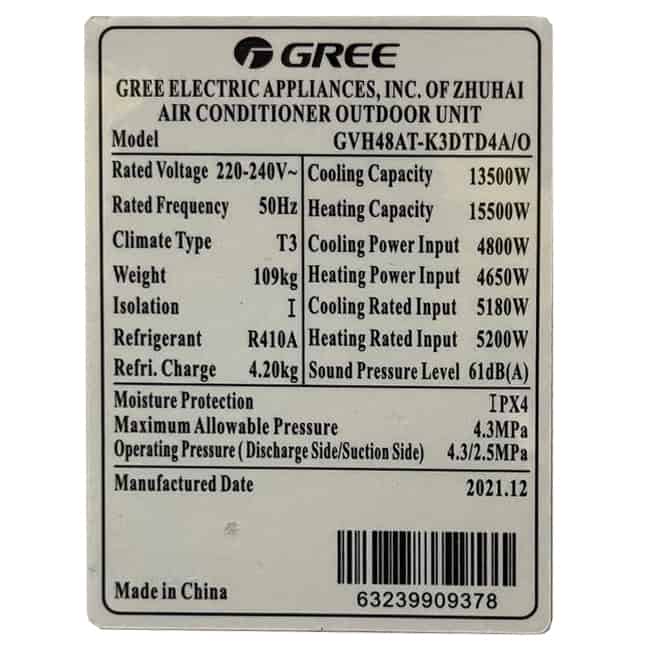 GREE
GREE ELECTRIC APPLIANCES, INC. OF ZHUHAI
AIR CONDITIONER OUTDOOR UNIT
Model GVH48AT-K3DTD4A/O
Rated Voltage 220-240V~ Cooling Capacity 13500W
Rated Frequency 50Hz Heating Capacity 15500W
Climate Type T3 Cooling Power Input 4800W
Weight 109kg Heating Power Input 4650W
Isolation I Cooling Rated Input 5180W
Refrigerant R410A Heating Rated Input 5200W
Refri. Charge 4.20kg Sound Pressure Level 61dB(A)
Moisture Protection IPX4
Maximum Allowable Pressure 4.3MPa
Operating Pressure ( Discharge Side/Suction Side) 4.3/2.5MPa
Manufactured Date 2021.12
Made in China 63239909378